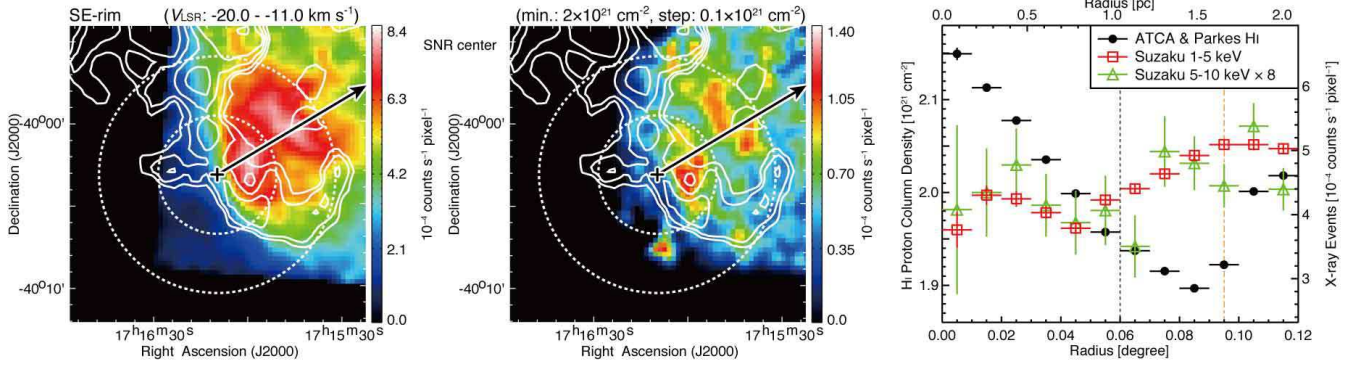 SE-rim
(VLSR: -20.0 - -11.0 km s⁻¹)
-40°00'
-40°10'
Declination (J2000)
17ʰ16ᵐ30ˢ
17ʰ15ᵐ30ˢ
Right Ascension (J2000)
8.4
6.3
4.2
2.1
0.0
10⁻⁴ counts s⁻¹ pixel⁻¹
(min.: 2×10²¹ cm⁻², step: 0.1×10²¹ cm⁻²)
SNR center
-40°00'
-40°10'
Declination (J2000)
17ʰ16ᵐ30ˢ
17ʰ15ᵐ30ˢ
Right Ascension (J2000)
1.40
1.05
0.70
0.35
0.0
10⁻⁴ counts s⁻¹ pixel⁻¹
Radius [pc]
0.0 0.5 1.0 1.5 2.0
ATCA & Parkes HI
Suzaku 1-5 keV
Suzaku 5-10 keV × 8
2.1
2.0
1.9
HI Proton Column Density [10²¹ cm⁻²]
6
5
4
3
X-ray Events [10⁻⁴ counts s⁻¹ pixel⁻¹]
0.00 0.02 0.04 0.06 0.08 0.10 0.12
Radius [degree]